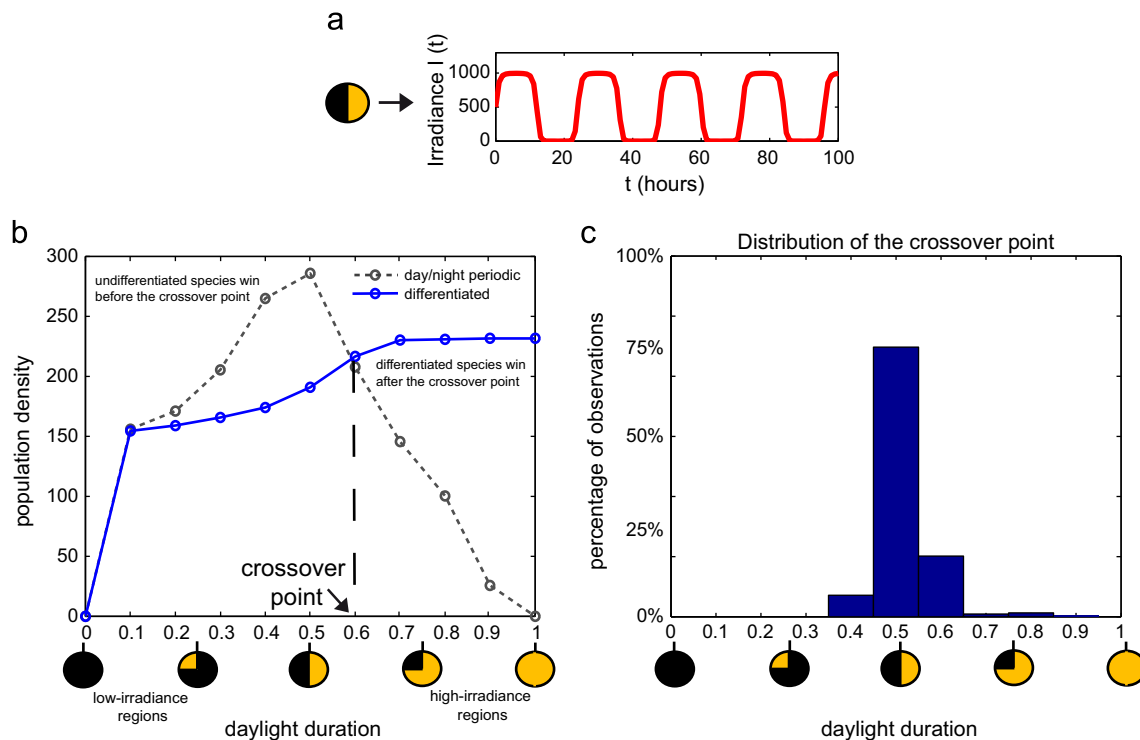 a
Irradiance I (t)
1000
500
0
0 20 40 60 80 100
t (hours)
b
population density
300
250
200
150
100
50
0
undifferentiated species win
before the crossover point
day/night periodic
differentiated
differentiated species win
after the crossover point
crossover
point
0 0.1 0.2 0.3 0.4 0.5 0.6 0.7 0.8 0.9 1
low-irradiance
regions
high-irradiance
regions
daylight duration
c
Distribution of the crossover point
percentage of observations
100%
75%
50%
25%
0%
0 0.1 0.2 0.3 0.4 0.5 0.6 0.7 0.8 0.9 1
daylight duration